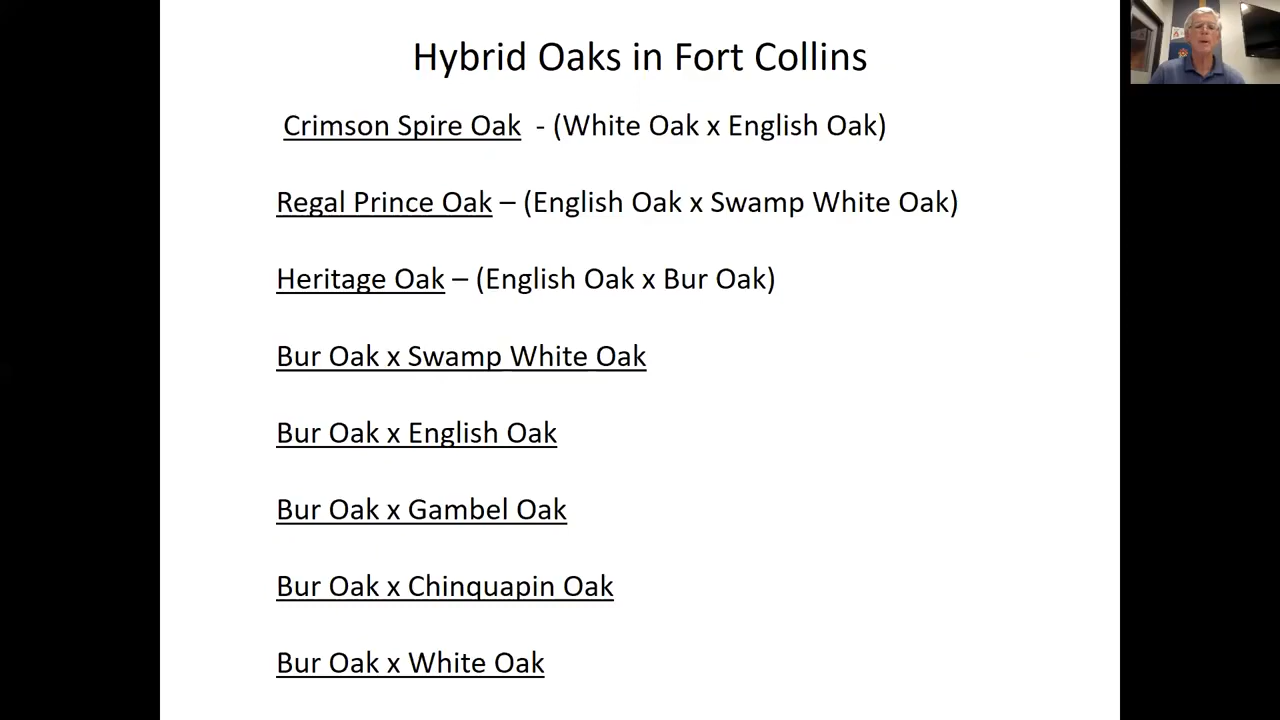 Hybrid Oaks in Fort Collins
Crimson Spire Oak - (White Oak x English Oak)
Regal Prince Oak – (English Oak x Swamp White Oak)
Heritage Oak – (English Oak x Bur Oak)
Bur Oak x Swamp White Oak
Bur Oak x English Oak
Bur Oak x Gambel Oak
Bur Oak x Chinquapin Oak
Bur Oak x White Oak